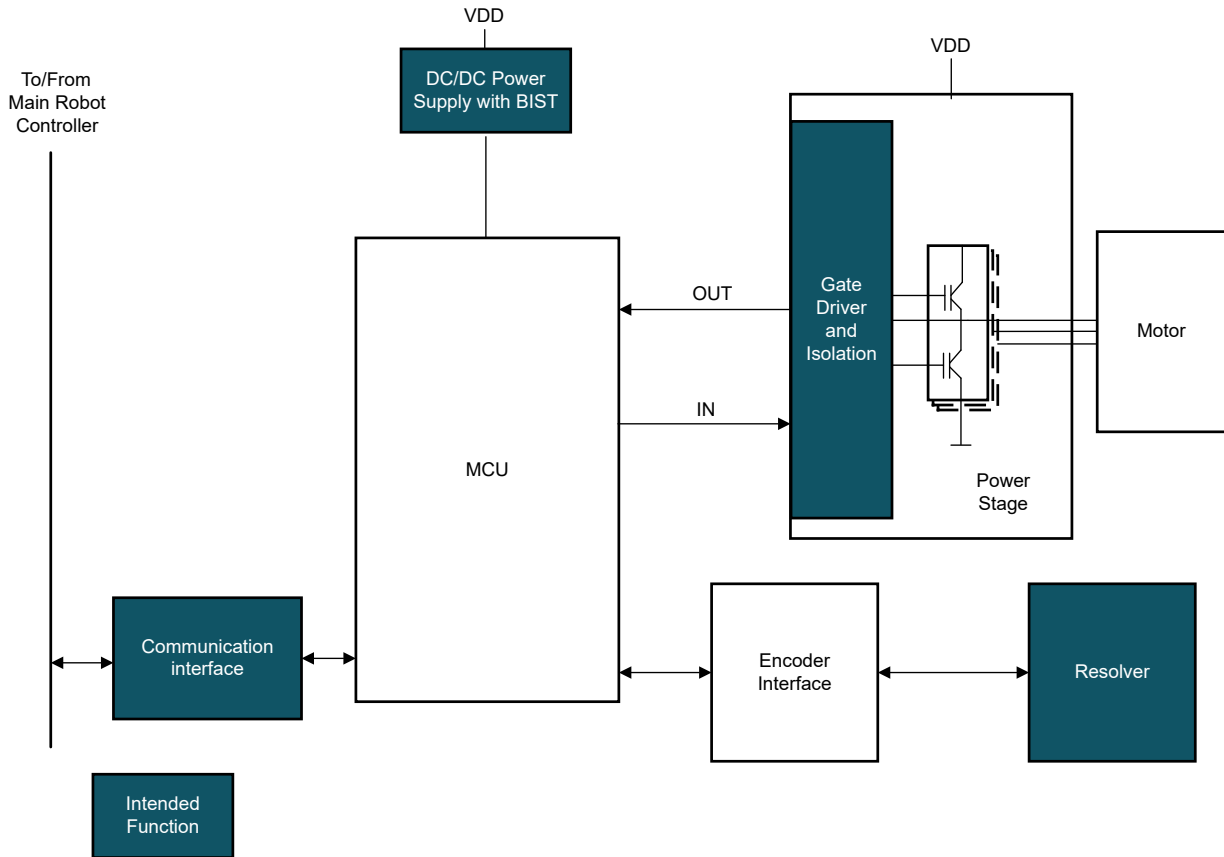 VDD
DC/DC Power
Supply with BIST
VDD
To/From
Main Robot
Controller
OUT
Gate
Driver
and
Isolation
Motor
IN
MCU
Power
Stage
Communication
interface
Encoder
Interface
Resolver
Intended
Function